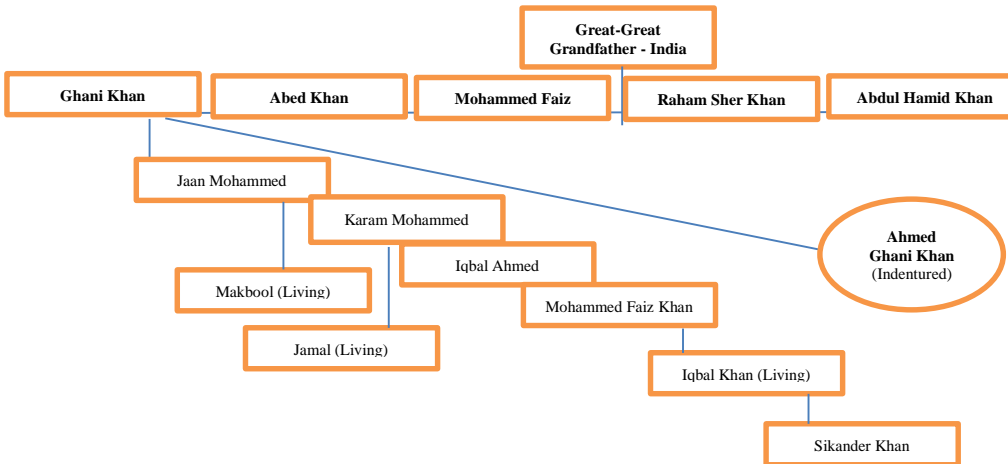 Great-Great
Grandfather - India
Ghani Khan
Abed Khan
Mohammed Faiz
Raham Sher Khan
Abdul Hamid Khan
Jaan Mohammed
Karam Mohammed
Ahmed
Ghani Khan
(Indentured)
Iqbal Ahmed
Makbool (Living)
Mohammed Faiz Khan
Jamal (Living)
Iqbal Khan (Living)
Sikander Khan